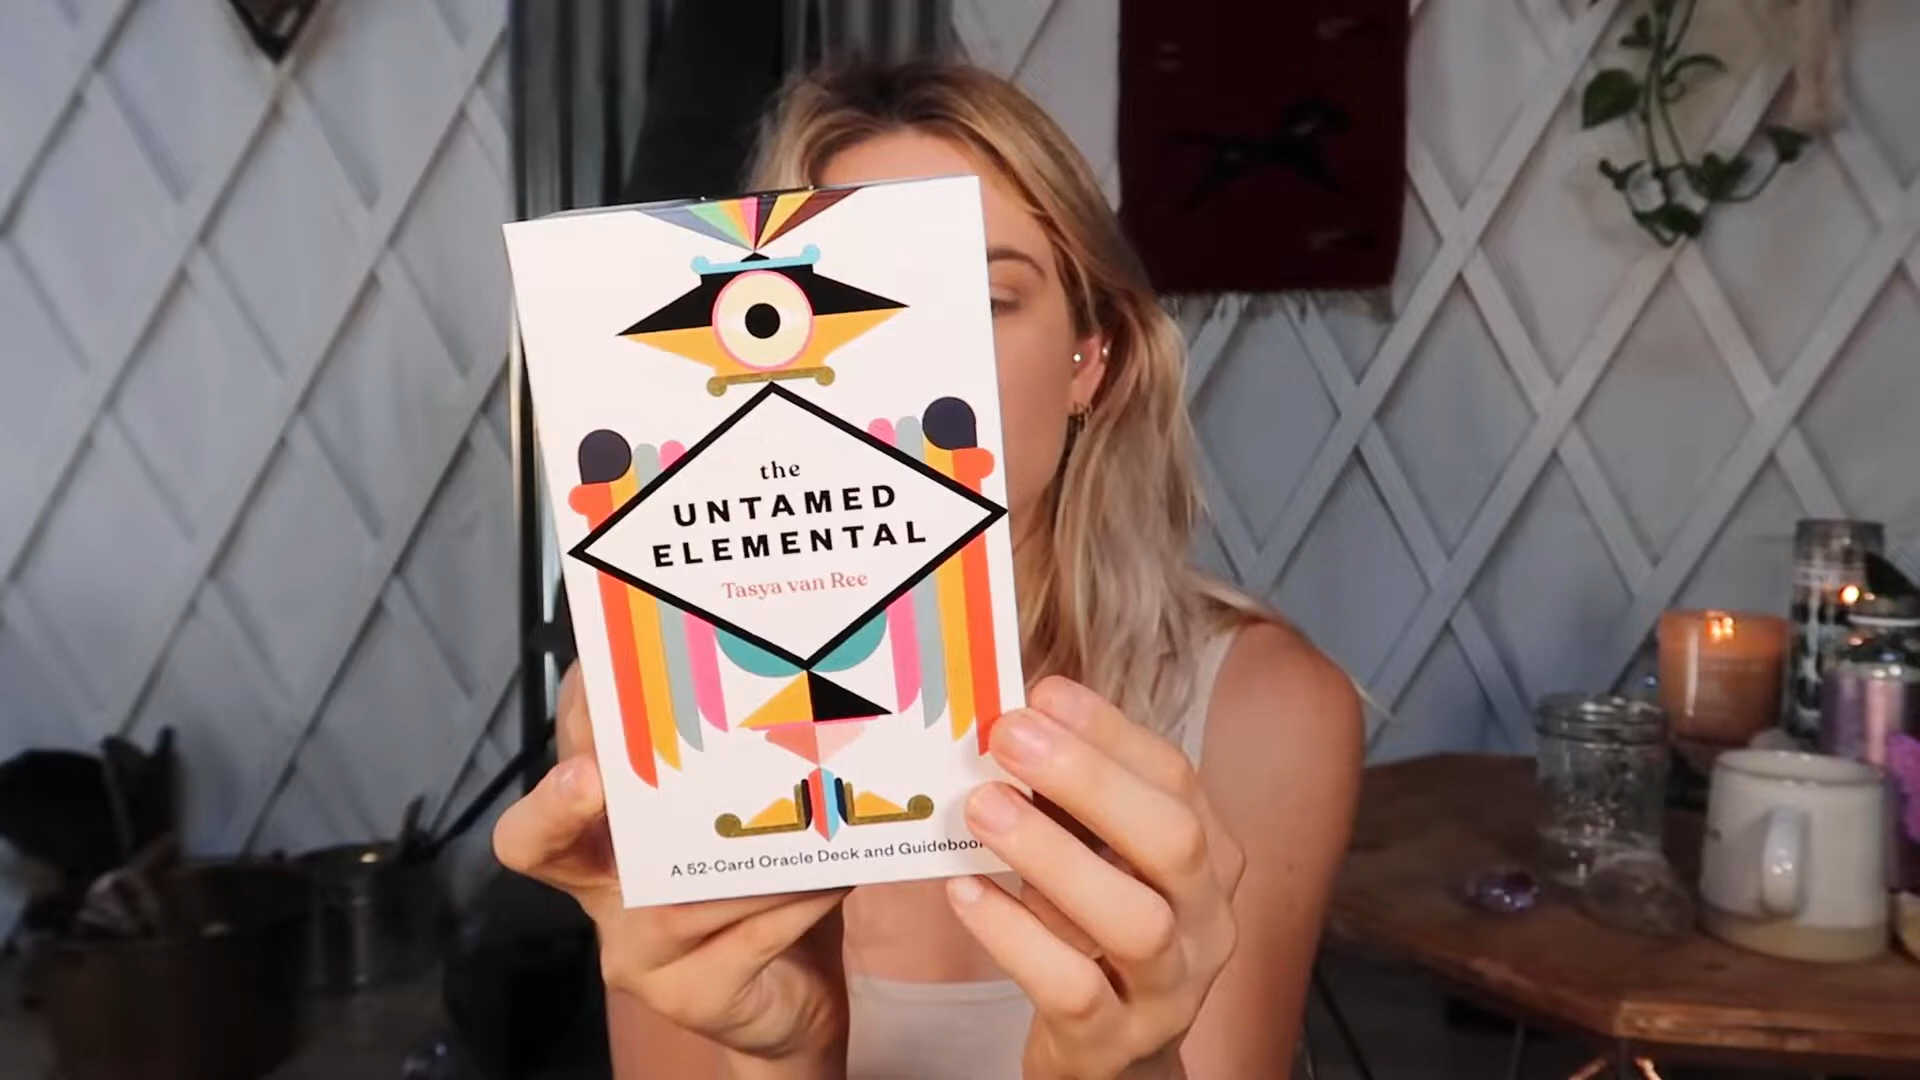 the
UNTAMED
ELEMENTAL
Tasya van Ree
A 52-Card Oracle Deck and Guidebook